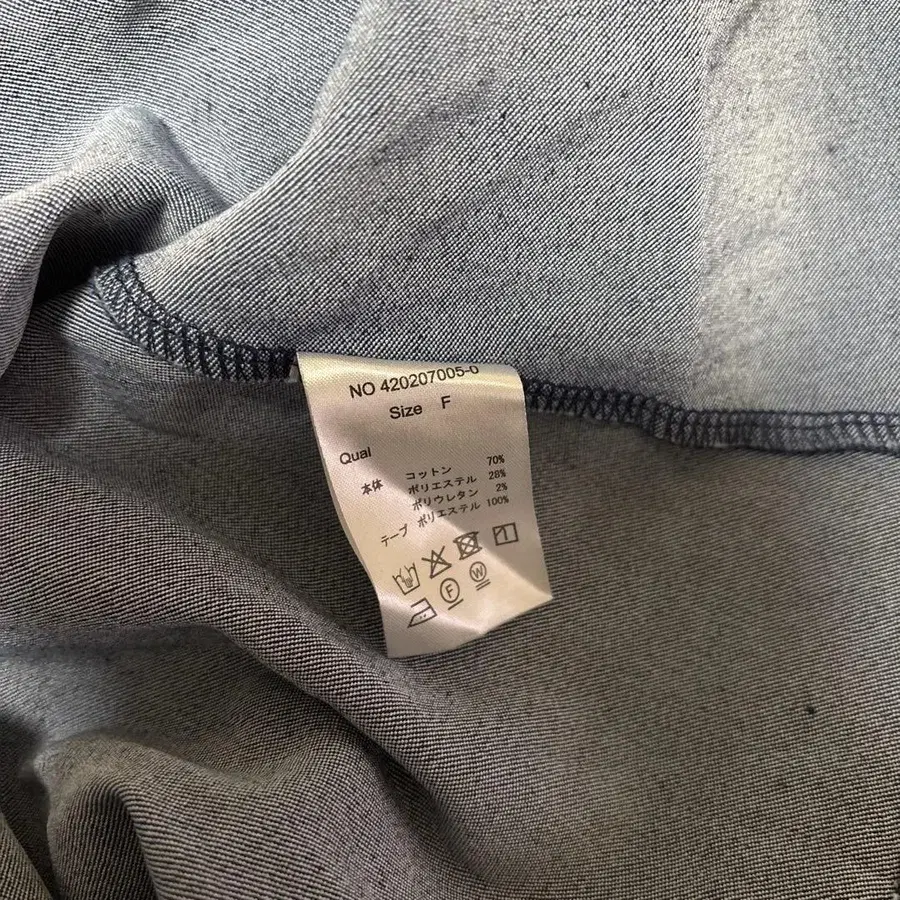 NO 420207005-0
Size F
Qual
本体 コットン 70%
ポリエステル 28%
ポリウレタン 2%
テープ ポリエステル 100%
F W